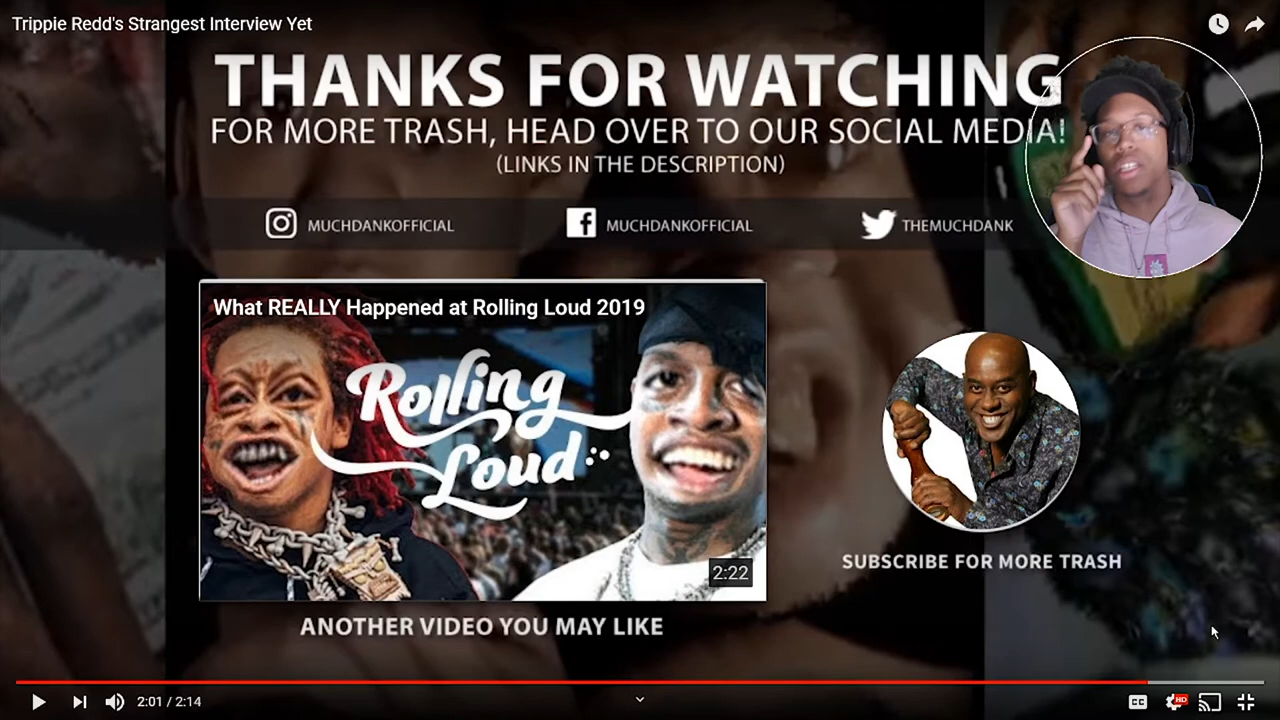 Trippie Redd's Strangest Interview Yet
THANKS FOR WATCHING
FOR MORE TRASH, HEAD OVER TO OUR SOCIAL MEDIA!
(LINKS IN THE DESCRIPTION)
MUCHDANKOFFICIAL
MUCHDANKOFFICIAL
THEMUCHDANK
What REALLY Happened at Rolling Loud 2019
Rolling
Loud
2:22
SUBSCRIBE FOR MORE TRASH
ANOTHER VIDEO YOU MAY LIKE
2:01 / 2:14
CC
HD